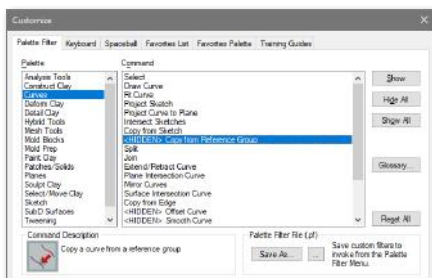 Customize
Palette Filter Keyboard Spaceball Favorites List Favorites Palette Training Guides
Palette:
Command
Analysis Tools
Construct Clay
Curves
Deform Clay
Detail Clay
Hybrid Tools
Mesh Tools
Mold Blocks
Mold Prep
Paint Clay
Patches/Solids
Planes
Sculpt Clay
Select/Move Clay
Sketch
SubD Surfaces
Tweening
Select
Draw Curve
Fit Curve
Project Sketch
Project Curve to Plane
Intersect Sketches
Copy from Sketch
<HIDDEN> Copy from Reference Group
Split
Join
Extend/Retract Curve
Plane Intersection Curve
Mirror Curves
Surface Intersection Curve
Copy from Edge
<HIDDEN> Offset Curve
<HIDDEN> Smooth Curve
Show
Hide All
Show All
Glossary...
Reset All
Command Description
Copy a curve from a reference group
Palette Filter File (.pf)
Save As...
...
Save custom filters to
invoke from the Palette
Filter Menu.